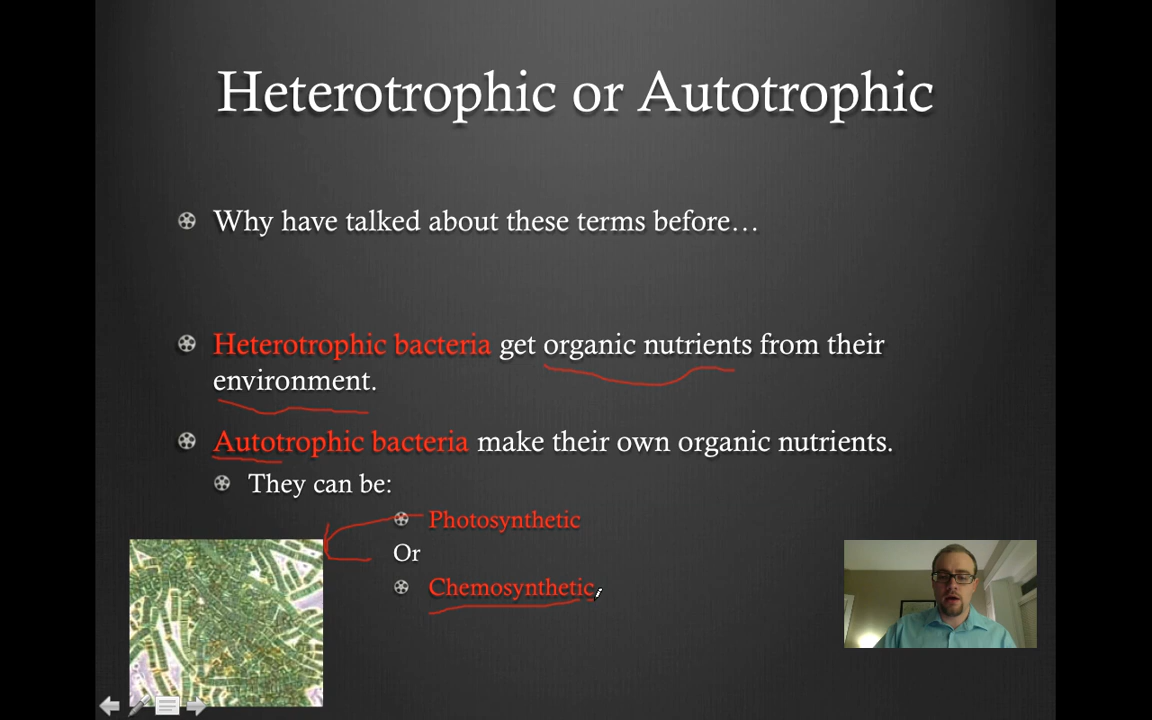 Heterotrophic or Autotrophic
Why have talked about these terms before…
Heterotrophic bacteria get organic nutrients from their
environment.
Autotrophic bacteria make their own organic nutrients.
They can be:
Photosynthetic
Or
Chemosynthetic